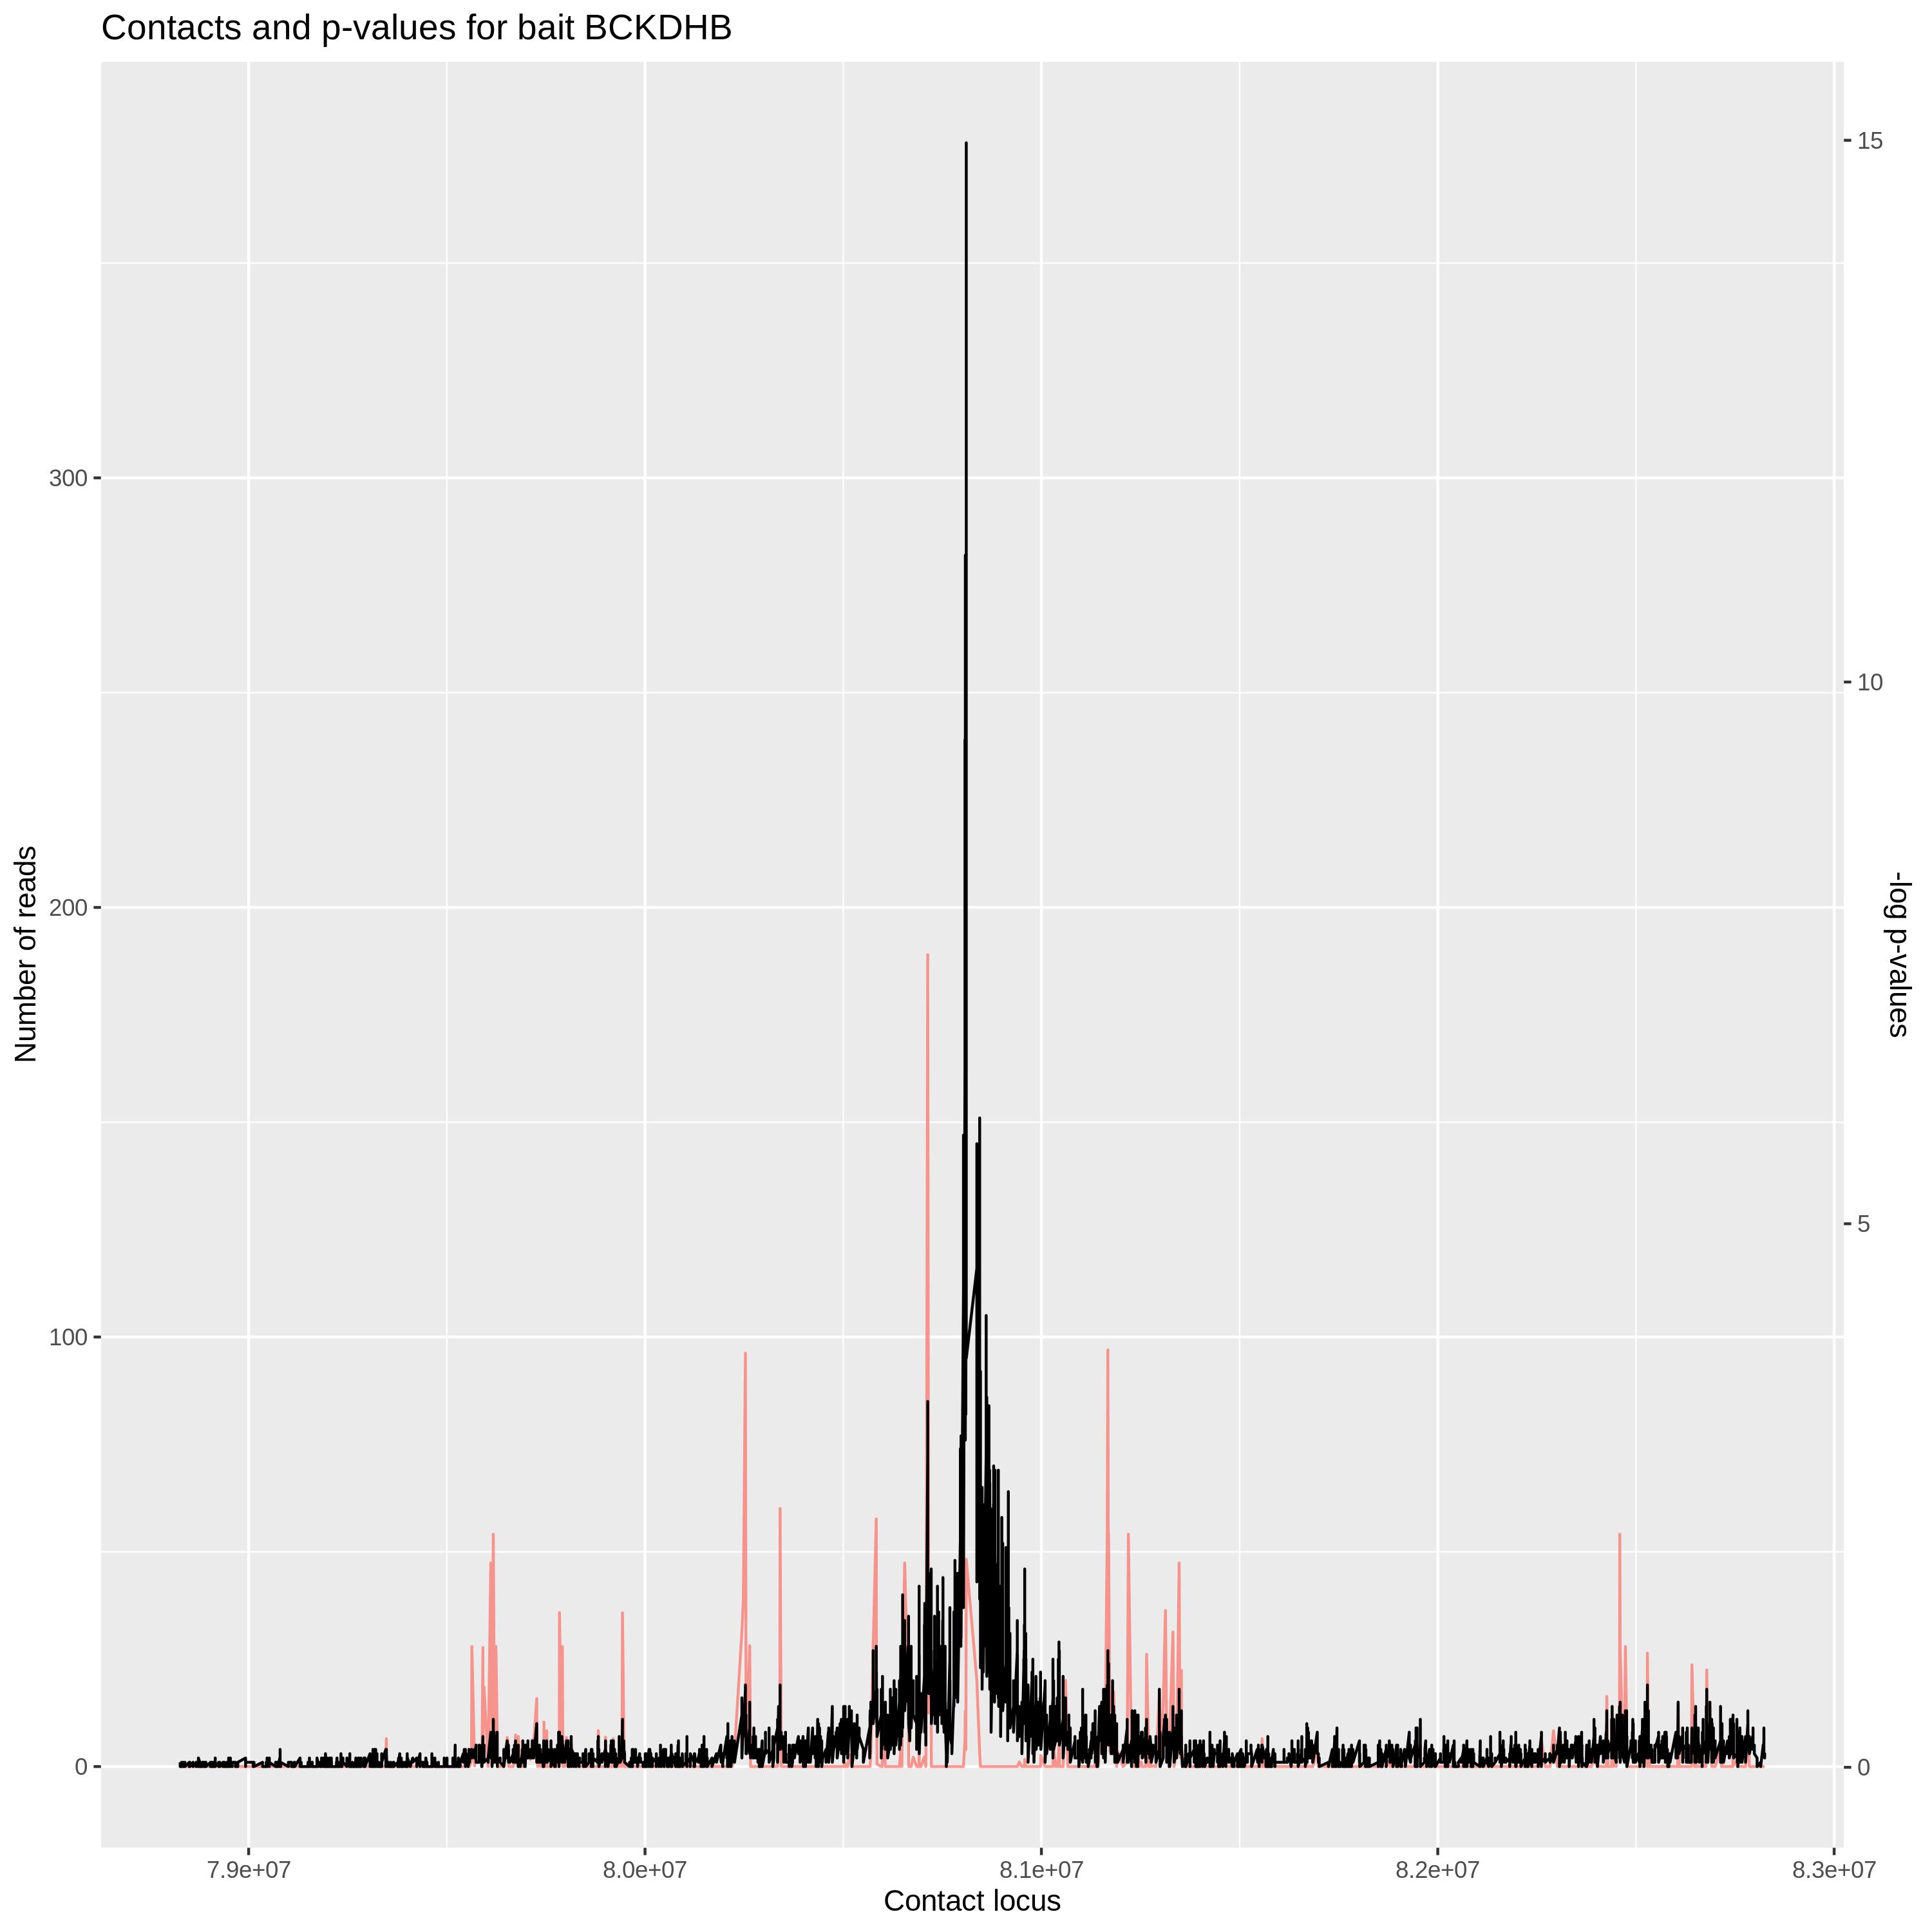 Contacts and p-values for bait BCKDHB
Number of reads
300
200
100
0
15
10
5
0
-log p-values
7.9e+07
8.0e+07
8.1e+07
8.2e+07
8.3e+07
Contact locus